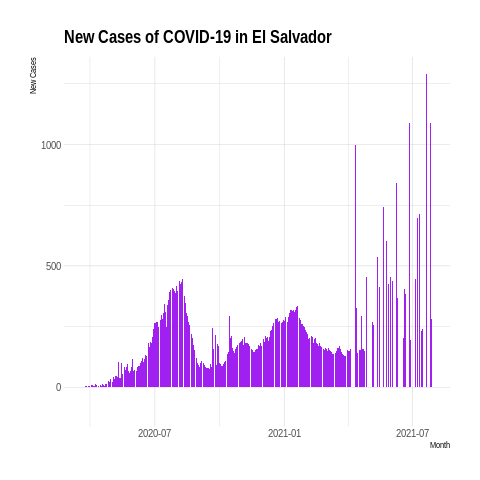 New Cases of COVID-19 in El Salvador
New Cases
1000
500
0
2020-07
2021-01
2021-07
Month